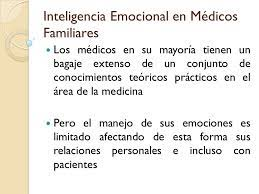 Inteligencia Emocional en Médicos
Familiares
Los médicos en su mayoría tienen un
bagaje extenso de un conjunto de
conocimientos teóricos prácticos en el
área de la medicina
Pero el manejo de sus emociones es
limitado afectando de esta forma sus
relaciones personales e incluso con
pacientes